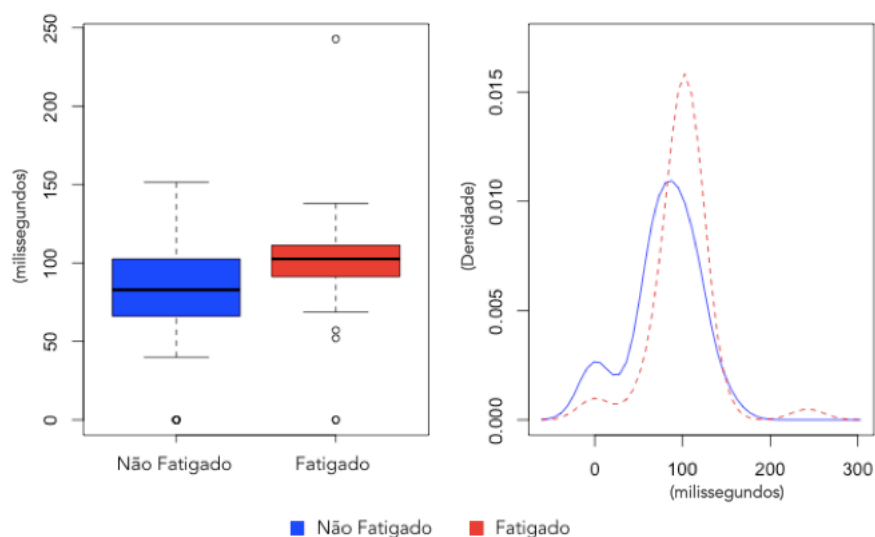 250
200
150
100
50
0
(milissegundos)
Não Fatigado
Fatigado
0.015
0.010
0.005
0.000
(Densidade)
0
100
200
300
(milissegundos)
Não Fatigado
Fatigado